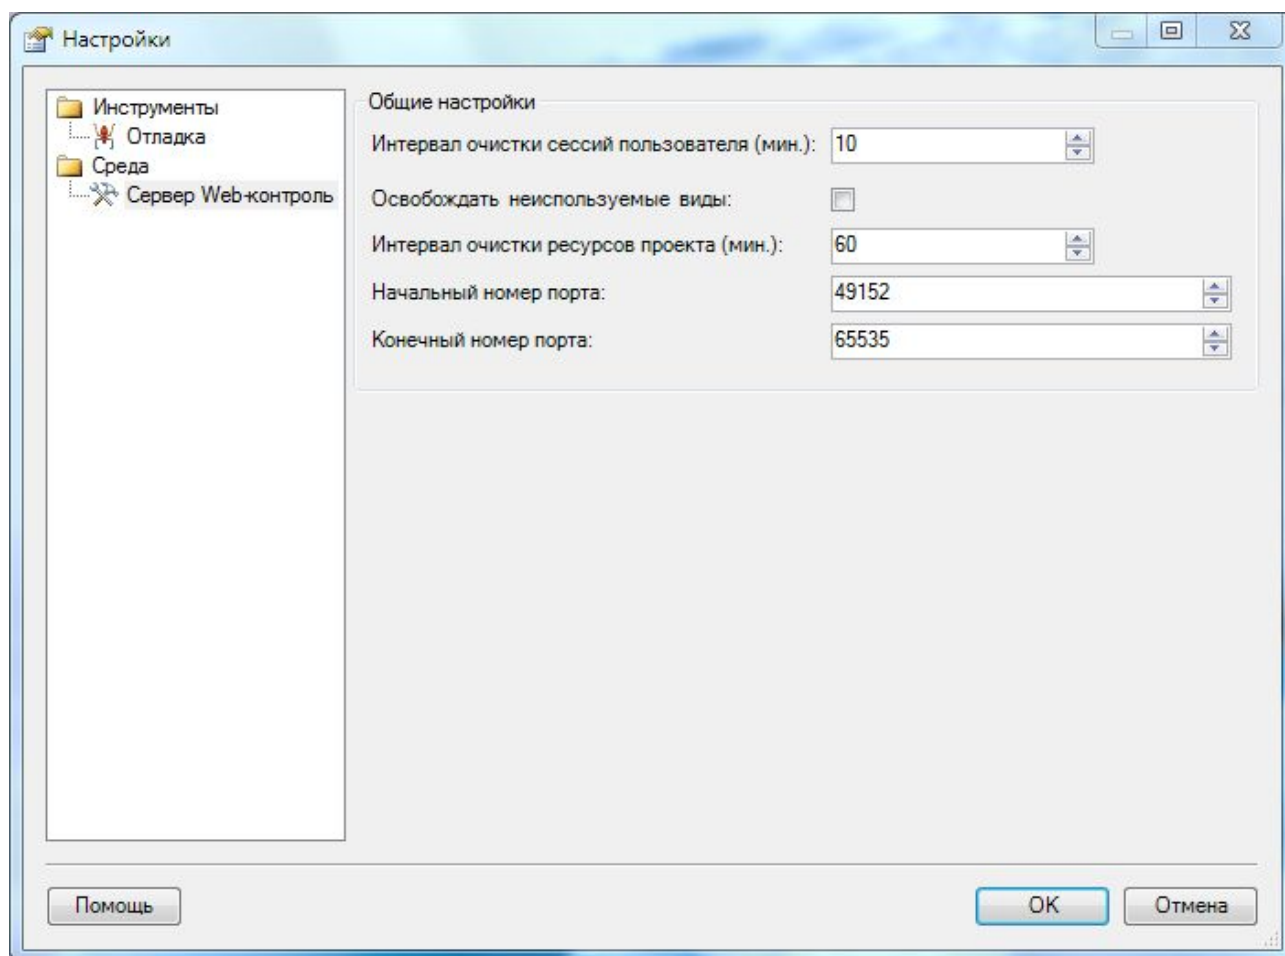 Настройки
Инструменты
Отладка
Среда
Сервер Web-контроль
Общие настройки
Интервал очистки сессий пользователя (мин.): 10
Освобождать неиспользуемые виды:
Интервал очистки ресурсов проекта (мин.): 60
Начальный номер порта: 49152
Конечный номер порта: 65535
Помощь OK Отмена